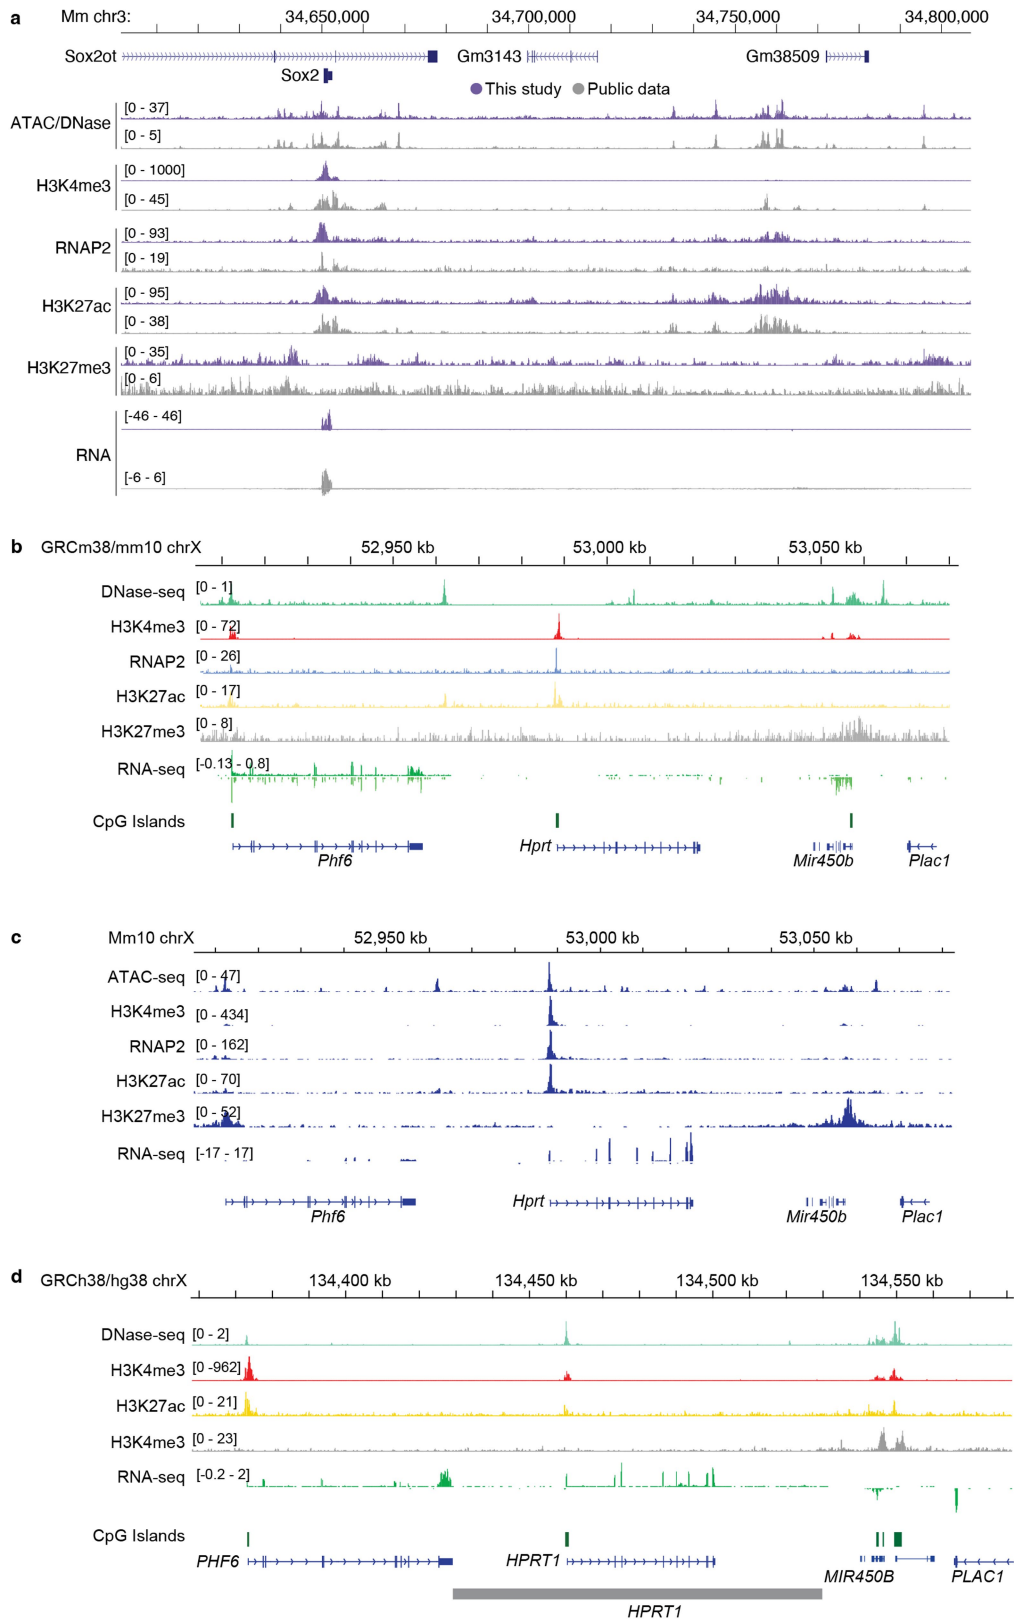 a
Mm chr3:
34,650,000
34,700,000
34,750,000
34,800,000
Sox2ot
Gm3143
Gm38509
Sox2
This study
Public data
ATAC/DNase
[0 - 37]
[0 - 5]
H3K4me3
[0 - 1000]
[0 - 45]
RNAP2
[0 - 93]
[0 - 19]
H3K27ac
[0 - 95]
[0 - 38]
H3K27me3
[0 - 35]
[0 - 6]
RNA
[-46 - 46]
[-6 - 6]
b
GRCm38/mm10 chrX
52,950 kb
53,000 kb
53,050 kb
DNase-seq [0 - 1]
H3K4me3 [0 - 72]
RNAP2 [0 - 26]
H3K27ac [0 - 17]
H3K27me3 [0 - 8]
RNA-seq [-0.13 - 0.8]
CpG Islands
Phf6
Hprt
Mir450b
Plac1
c
Mm10 chrX
52,950 kb
53,000 kb
53,050 kb
ATAC-seq [0 - 47]
H3K4me3 [0 - 434]
RNAP2 [0 - 162]
H3K27ac [0 - 70]
H3K27me3 [0 - 52]
RNA-seq [-17 - 17]
Phf6
Hprt
Mir450b
Plac1
d
GRCh38/hg38 chrX
134,400 kb
134,450 kb
134,500 kb
134,550 kb
DNase-seq [0 - 2]
H3K4me3 [0 -962]
H3K27ac [0 - 21]
H3K4me3 [0 - 23]
RNA-seq [-0.2 - 2]
CpG Islands
PHF6
HPRT1
MIR450B
PLAC1
HPRT1